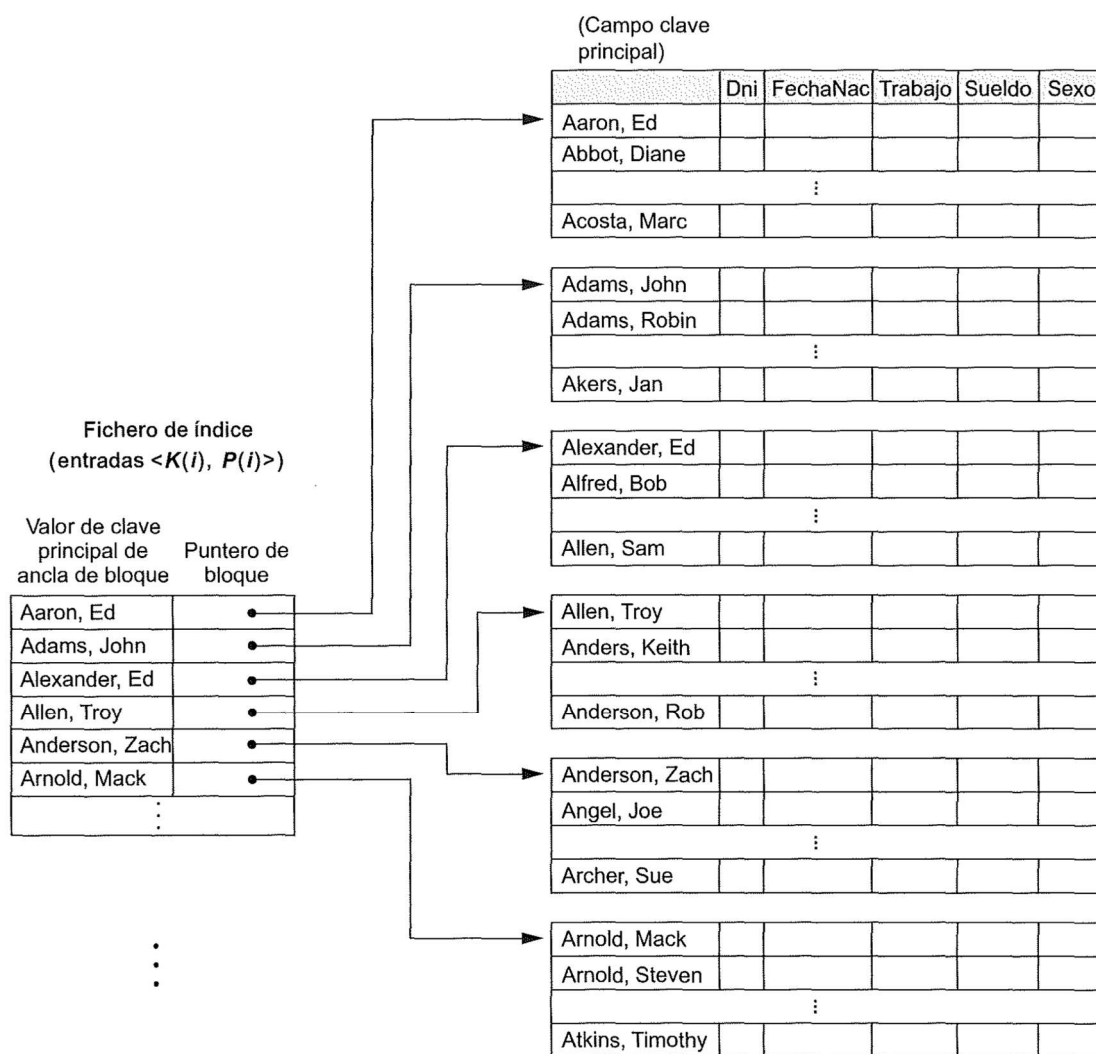 (Campo clave
principal)
Dni FechaNac Trabajo Sueldo Sexo
Aaron, Ed
Abbot, Diane
Acosta, Marc
Adams, John
Adams, Robin
Akers, Jan
Alexander, Ed
Alfred, Bob
Allen, Sam
Allen, Troy
Anders, Keith
Anderson, Rob
Anderson, Zach
Angel, Joe
Archer, Sue
Arnold, Mack
Arnold, Steven
Atkins, Timothy
Fichero de índice
(entradas <K(i), P(i)>)
Valor de clave
principal de
ancla de bloque
Puntero de
bloque
Aaron, Ed
Adams, John
Alexander, Ed
Allen, Troy
Anderson, Zach
Arnold, Mack